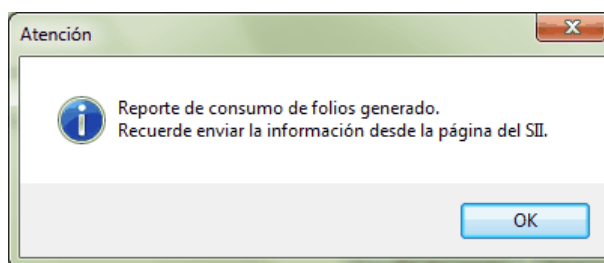 Atención
Reporte de consumo de folios generado.
Recuerde enviar la información desde la página del SII.
OK